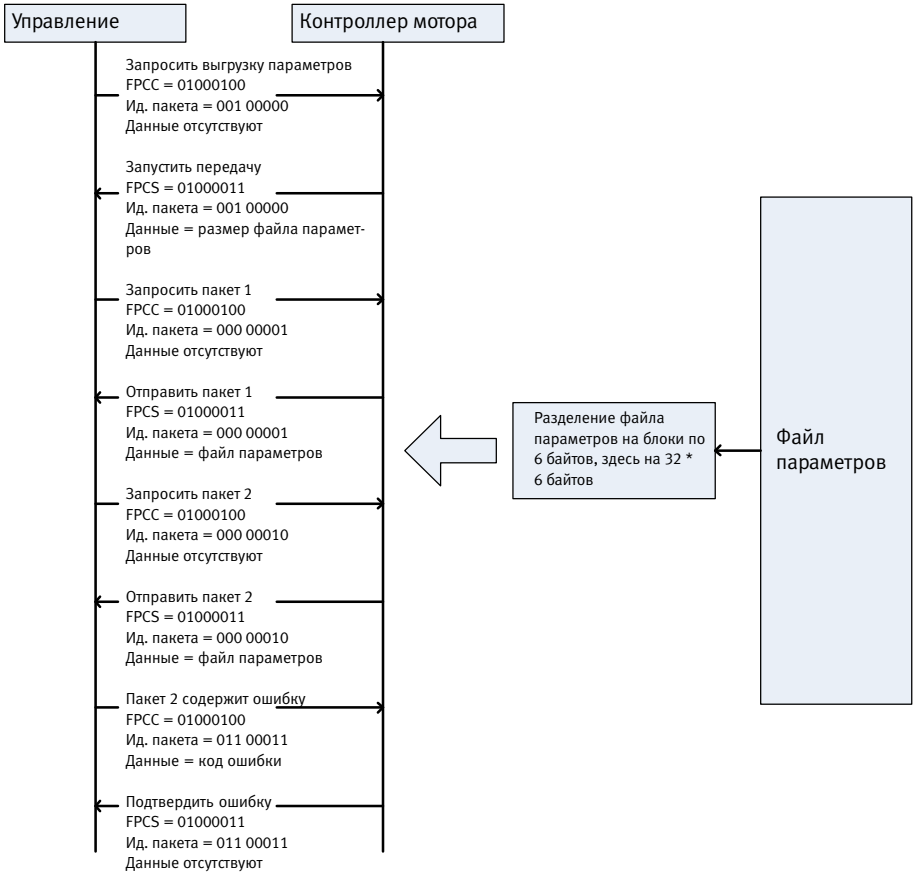 Управление
Контроллер мотора
Запросить выгрузку параметров
FPCC = 01000100
Ид. пакета = 001 00000
Данные отсутствуют
Запустить передачу
FPCS = 01000011
Ид. пакета = 001 00000
Данные = размер файла парамет-
ров
Запросить пакет 1
FPCC = 01000100
Ид. пакета = 000 00001
Данные отсутствуют
Отправить пакет 1
FPCS = 01000011
Ид. пакета = 000 00001
Данные = файл параметров
Запросить пакет 2
FPCC = 01000100
Ид. пакета = 000 00010
Данные отсутствуют
Отправить пакет 2
FPCS = 01000011
Ид. пакета = 000 00010
Данные = файл параметров
Пакет 2 содержит ошибку
FPCC = 01000100
Ид. пакета = 011 00011
Данные = код ошибки
Подтвердить ошибку
FPCS = 01000011
Ид. пакета = 011 00011
Данные отсутствуют
Разделение файла
параметров на блоки по
6 байтов, здесь на 32 *
6 байтов
Файл
параметров